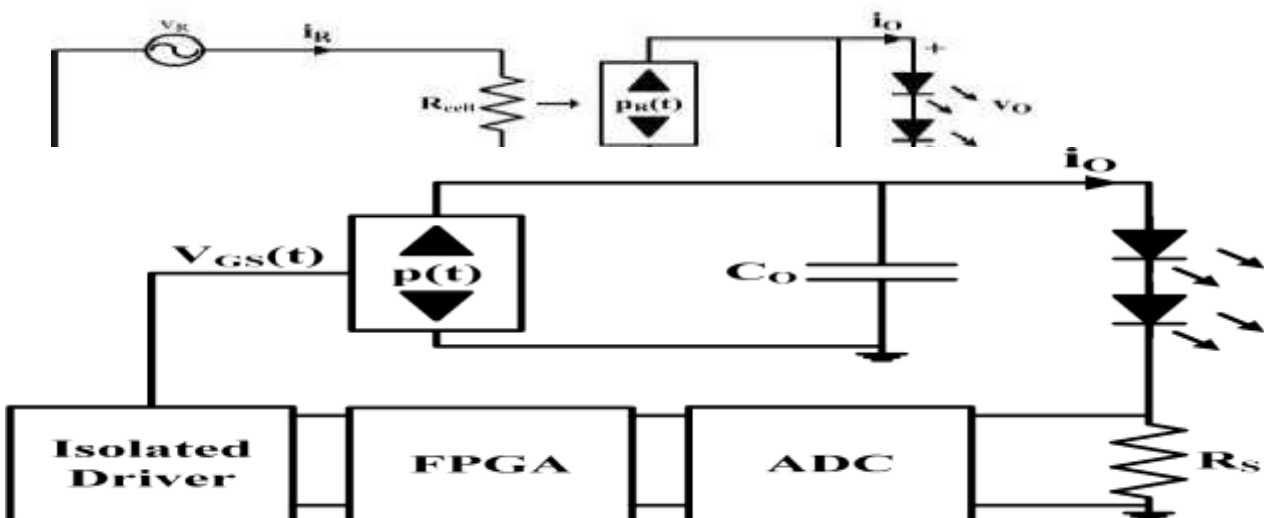 vR
iR
iO
+
Rcell
pR(t)
vO
iO
VGS(t)
p(t)
CO
Isolated
Driver
FPGA
ADC
RS